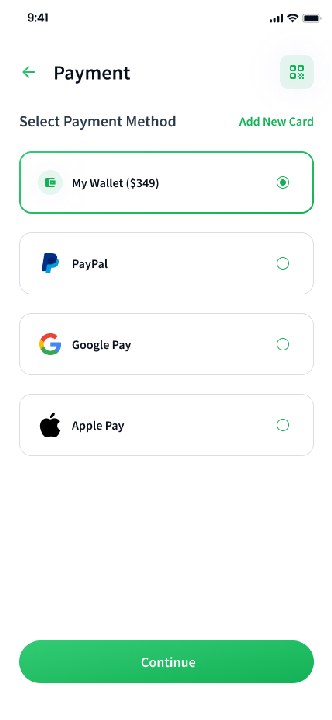 9:41
Payment
Select Payment Method
Add New Card
My Wallet ($349)
PayPal
Google Pay
Apple Pay
Continue